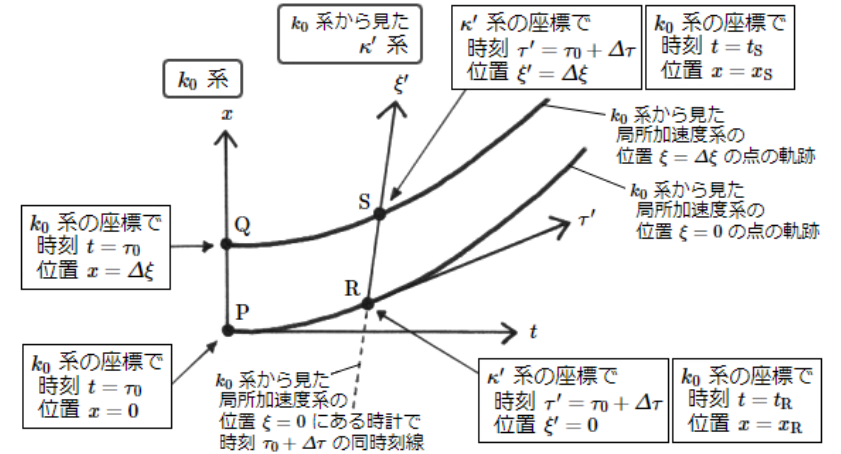 k₀ 系から見た
κ′ 系
k₀ 系
κ′ 系の座標で
時刻 τ′ = τ₀ + Δτ
位置 ξ′ = Δξ
k₀ 系の座標で
時刻 t = t_S
位置 x = x_S
x
ξ′
k₀ 系から見た
局所加速度系の
位置 ξ = Δξ の点の軌跡
k₀ 系から見た
局所加速度系の
位置 ξ = 0 の点の軌跡
S
Q
τ′
k₀ 系の座標で
時刻 t = τ₀
位置 x = Δξ
R
P
t
k₀ 系の座標で
時刻 t = τ₀
位置 x = 0
k₀ 系から見た
局所加速度系の
位置 ξ = 0 にある時計で
時刻 τ₀ + Δτ の同時刻線
κ′ 系の座標で
時刻 τ′ = τ₀ + Δτ
位置 ξ′ = 0
k₀ 系の座標で
時刻 t = t_R
位置 x = x_R